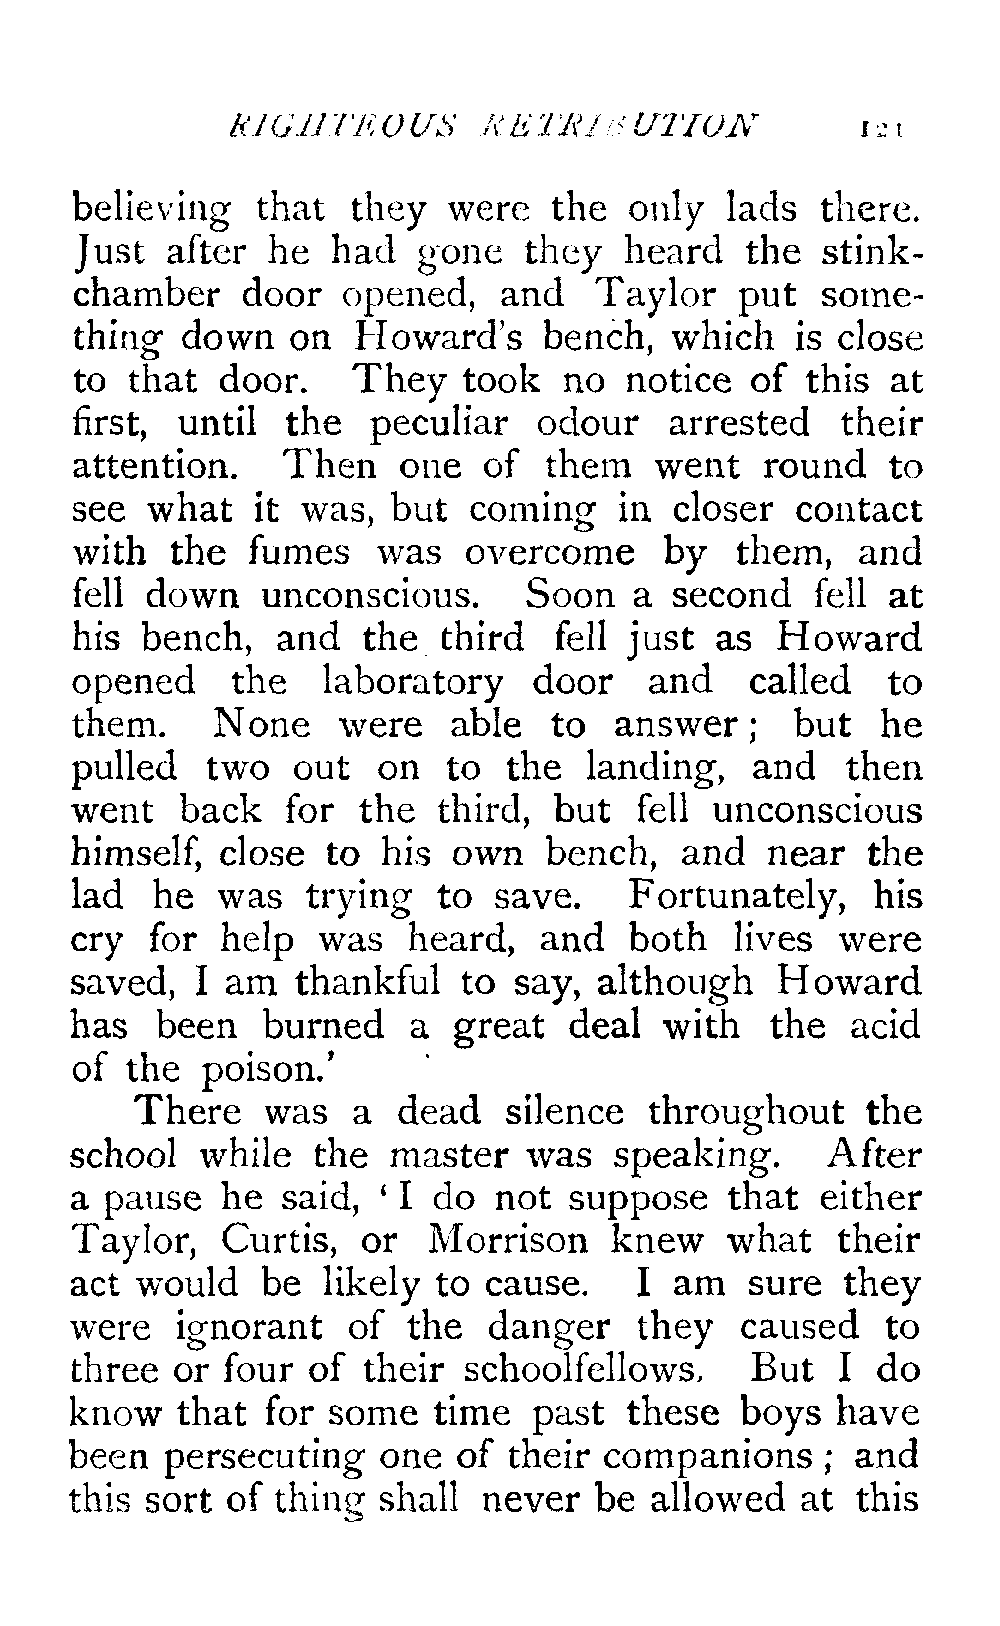 RIGHTEOUS RETRIBUTION 121
believing that they were the only lads there.
Just after he had gone they heard the stink-
chamber door opened, and Taylor put some-
thing down on Howard's bench, which is close
to that door. They took no notice of this at
first, until the peculiar odour arrested their
attention. Then one of them went round to
see what it was, but coming in closer contact
with the fumes was overcome by them, and
fell down unconscious. Soon a second fell at
his bench, and the third fell just as Howard
opened the laboratory door and called to
them. None were able to answer ; but he
pulled two out on to the landing, and then
went back for the third, but fell unconscious
himself, close to his own bench, and near the
lad he was trying to save. Fortunately, his
cry for help was heard, and both lives were
saved, I am thankful to say, although Howard
has been burned a great deal with the acid
of the poison.'
There was a dead silence throughout the
school while the master was speaking. After
a pause he said, ‘ I do not suppose that either
Taylor, Curtis, or Morrison knew what their
act would be likely to cause. I am sure they
were ignorant of the danger they caused to
three or four of their schoolfellows. But I do
know that for some time past these boys have
been persecuting one of their companions ; and
this sort of thing shall never be allowed at this